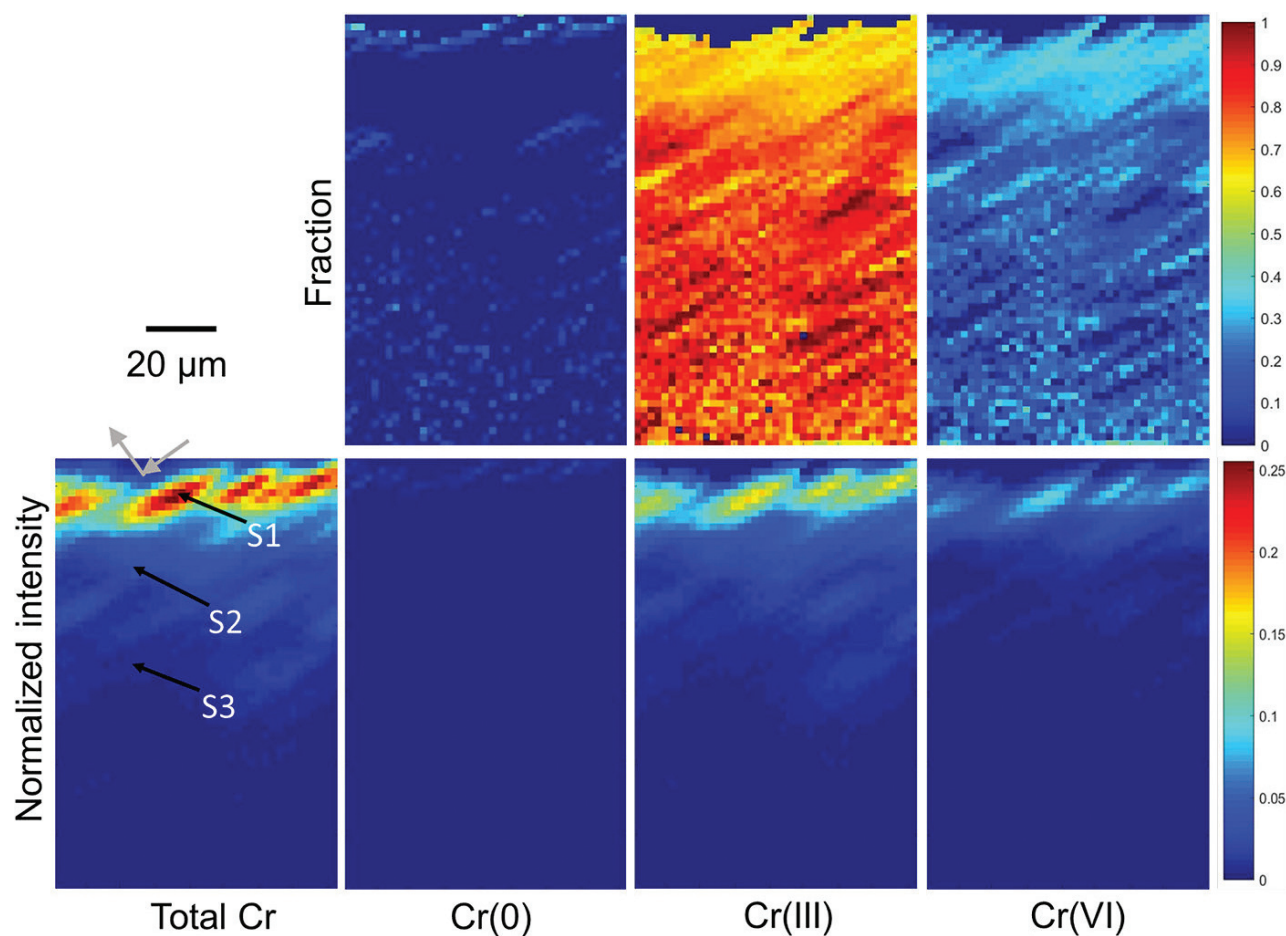 Fraction
1
0.9
0.8
0.7
0.6
0.5
0.4
0.3
0.2
0.1
0
20 µm
Normalized intensity
S1
S2
S3
0.25
0.2
0.15
0.1
0.05
0
Total Cr
Cr(0)
Cr(III)
Cr(VI)